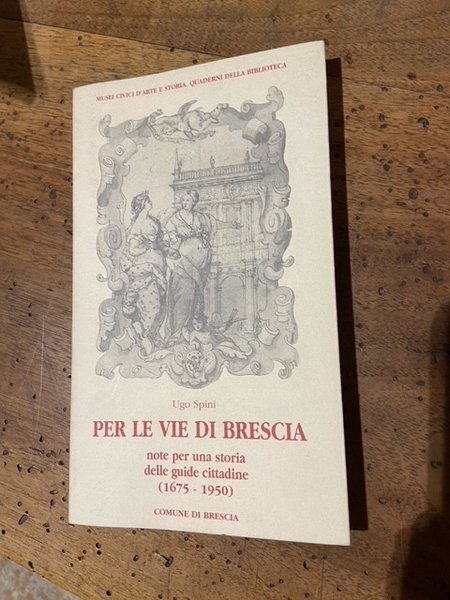 MUSEI CIVICI D'ARTE E STORIA. QUADERNI DELLA BIBLIOTECA
Ugo Spini
PER LE VIE DI BRESCIA
note per una storia
delle guide cittadine
(1675 - 1950)
COMUNE DI BRESCIA